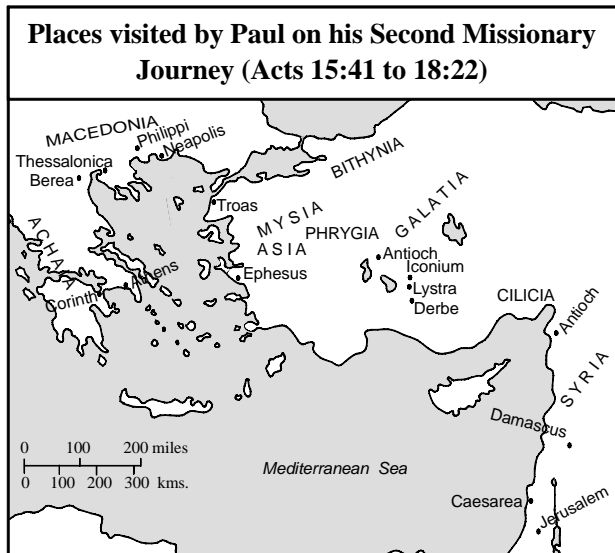 Places visited by Paul on his Second Missionary
Journey (Acts 15:41 to 18:22)
MACEDONIA
Philippi
Neapolis
Thessalonica
Berea
BITHYNIA
Troas
MYSIA
ASIA
PHRYGIA
GALATIA
ACHAIA
Antioch
Iconium
Ephesus
Athens
Corinth
Lystra
Derbe
CILICIA
Antioch
SYRIA
Damascus
0 100 200 miles
0 100 200 300 kms.
Mediterranean Sea
Caesarea
Jerusalem